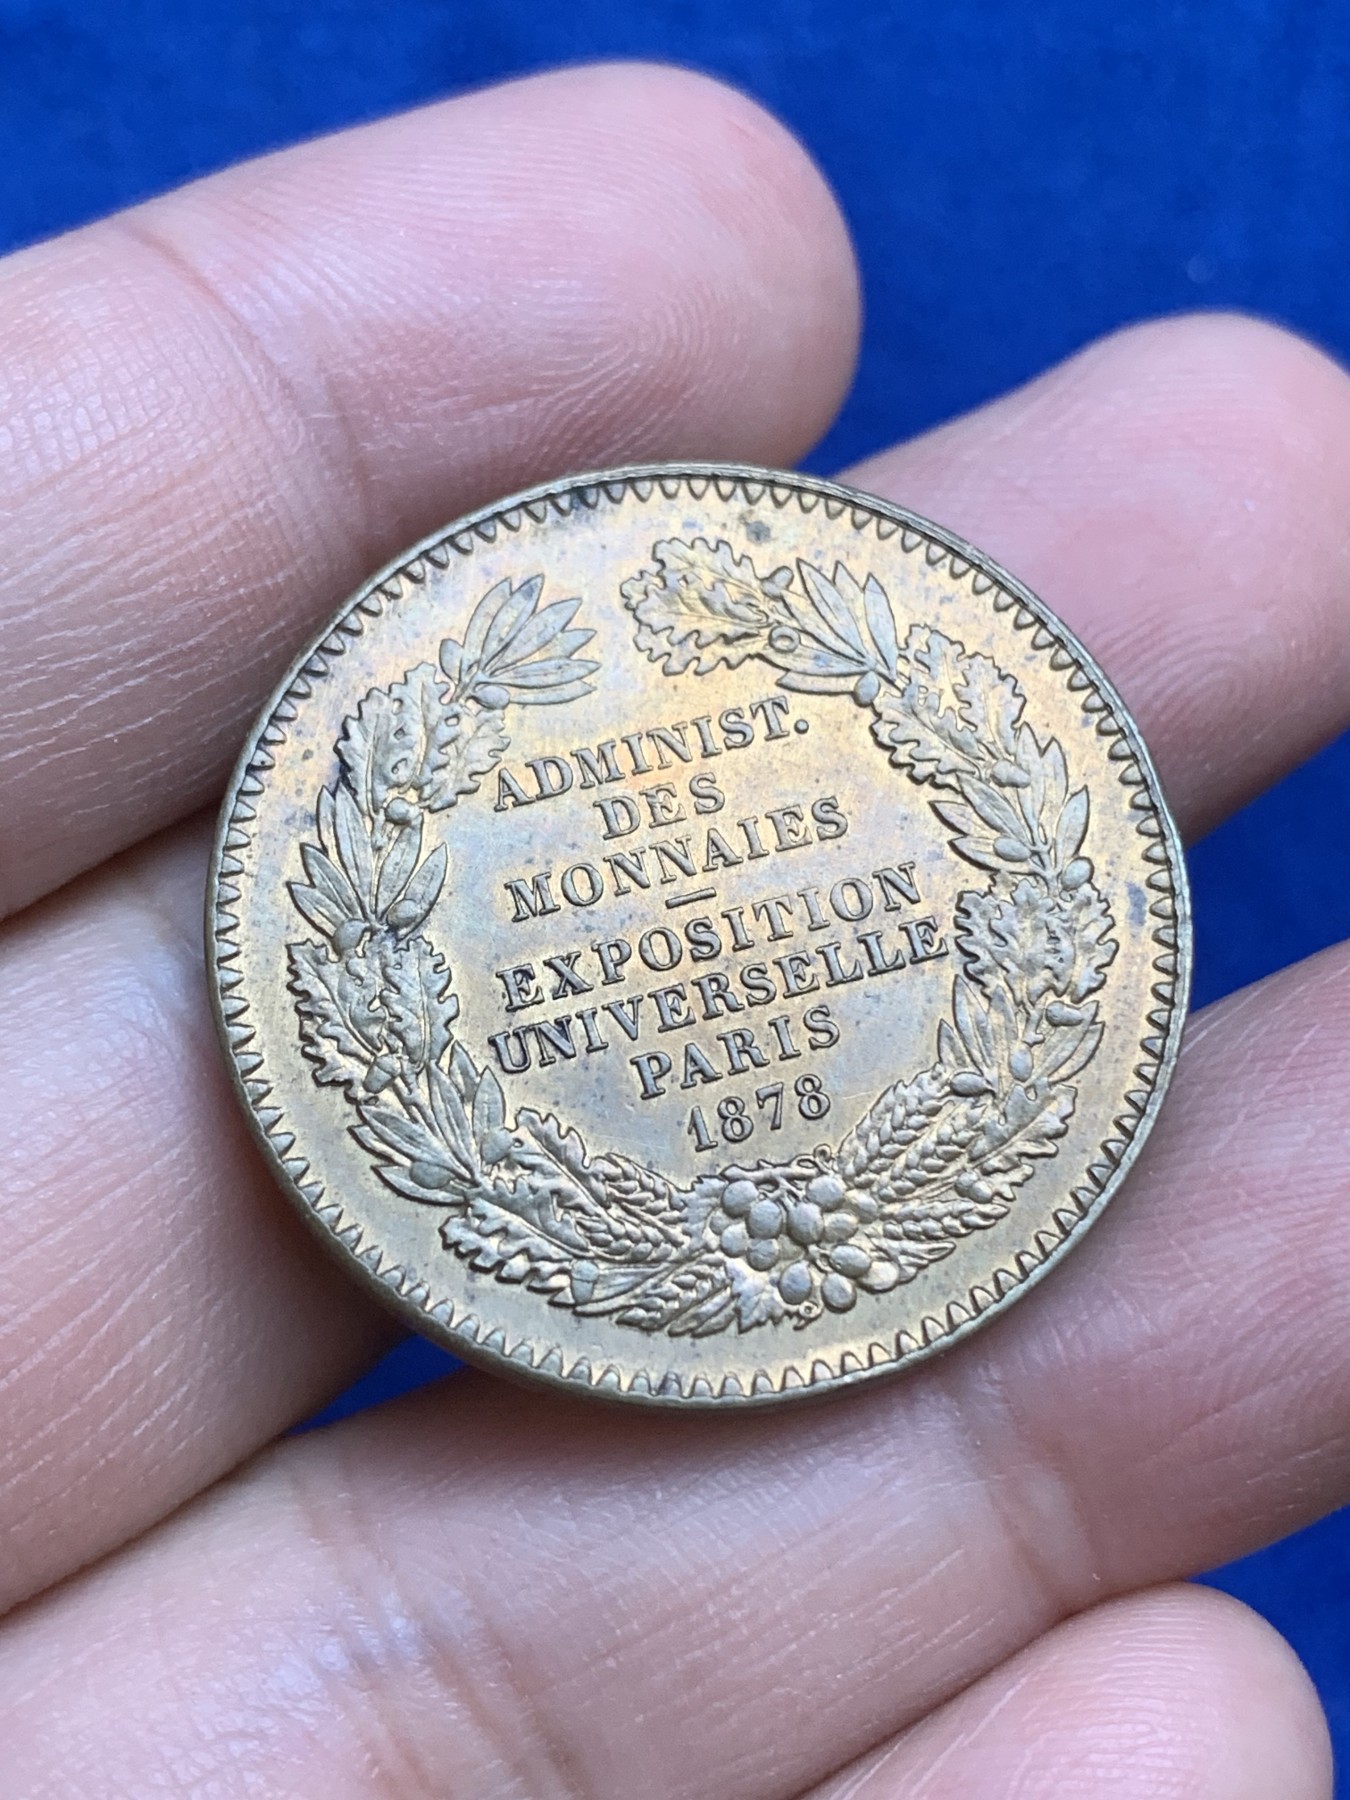 ADMINIST.
DES
MONNAIES
—
EXPOSITION
UNIVERSELLE
PARIS
1878